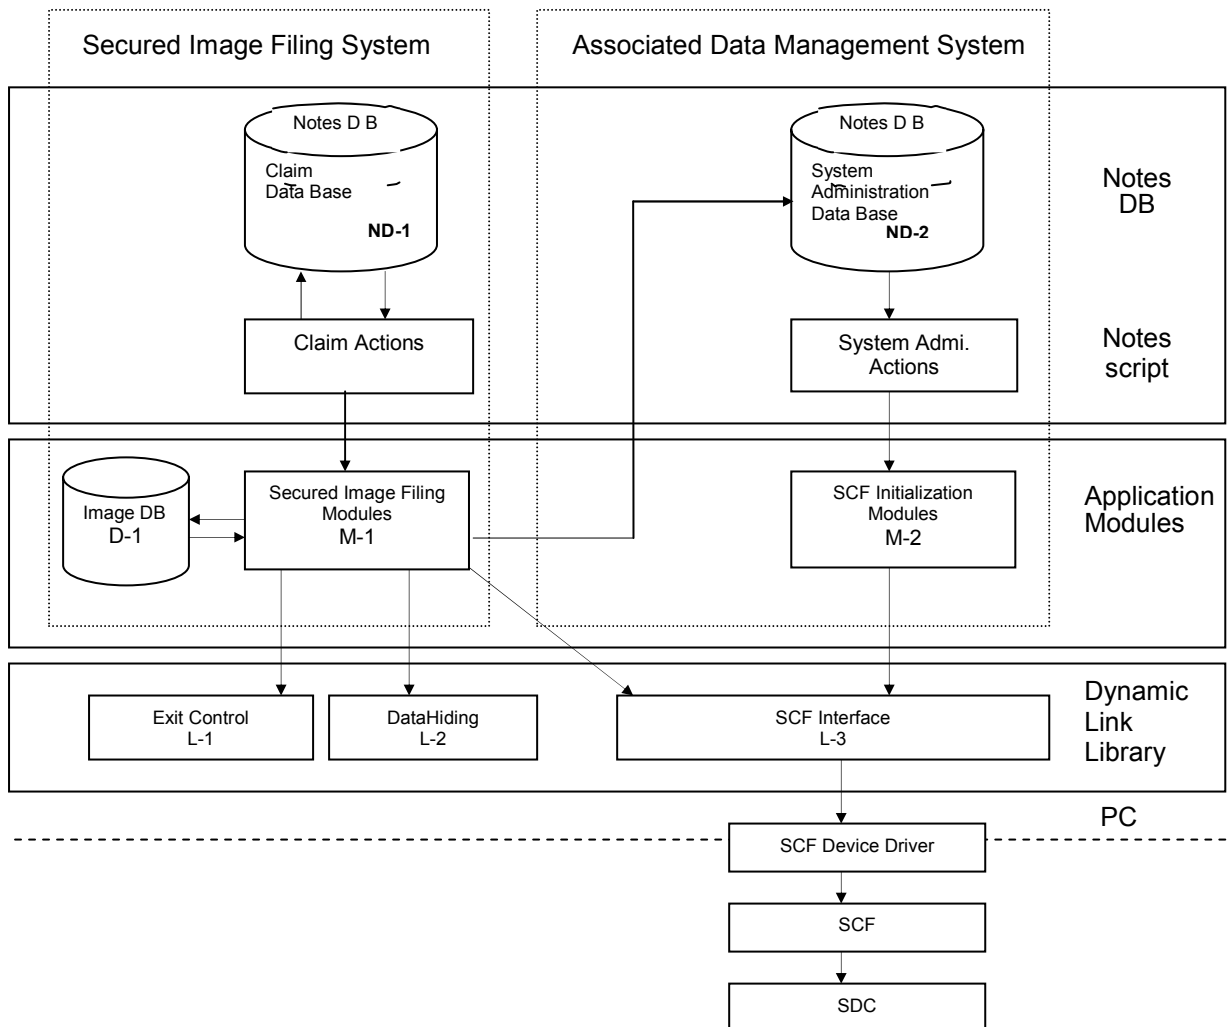 Secured Image Filing System
Associated Data Management System
Notes D B
Claim
Data Base
ND-1
Notes D B
System
Administration
Data Base
ND-2
Notes
DB
Claim Actions
System Admi.
Actions
Notes
script
Image DB
D-1
Secured Image Filing
Modules
M-1
SCF Initialization
Modules
M-2
Application
Modules
Exit Control
L-1
DataHiding
L-2
SCF Interface
L-3
Dynamic
Link
Library
PC
SCF Device Driver
SCF
SDC